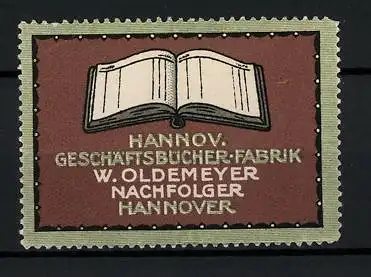 HANNOV.
GESCHÄFTSBÜCHER-FABRIK
W. OLDEMEYER
NACHFOLGER
HANNOVER